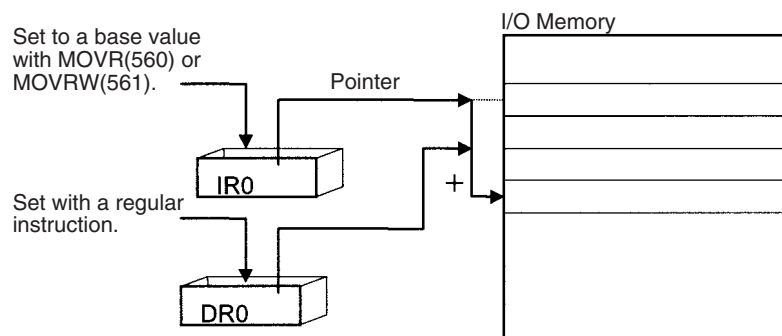 I/O Memory
Set to a base value
with MOVR(560) or
MOVRW(561).
Pointer
IR0
+
Set with a regular
instruction.
DR0